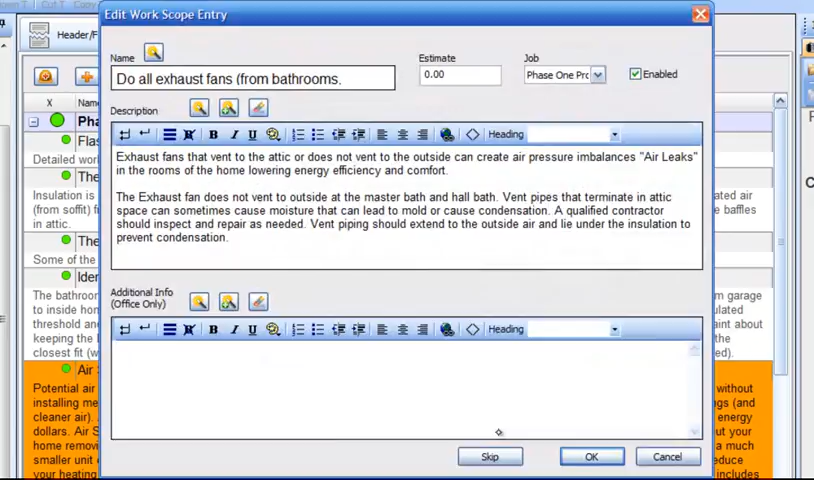 Cut T
Copy
Edit Work Scope Entry
Header/F
Name
Estimate
Job
Do all exhaust fans (from bathrooms.
0.00
Phase One Prc
Enabled
X
Name
Description
Pha
Flas
B I U
Heading
Detailed work
The
Exhaust fans that vent to the attic or does not vent to the outside can create air pressure imbalances "Air Leaks"
in the rooms of the home lowering energy efficiency and comfort.
Insulation is
(from soffit) f
in attic.
ated air
e baffles
The Exhaust fan does not vent to outside at the master bath and hall bath. Vent pipes that terminate in attic
space can sometimes cause moisture that can lead to mold or cause condensation. A qualified contractor
should inspect and repair as needed. Vent piping should extend to the outside air and lie under the insulation to
prevent condensation.
The
Some of the
Iden
The bathroom
to inside hom
threshold and
keeping the l
closest fit (w
m garage
ulated
aint about
ed).
Additional Info
(Office Only)
B I U
Heading
Air S
Potential air
installing me
cleaner air). A
dollars. Air S
home removi
smaller unit
your heating
without
gs (and
energy
out your
a much
reduce
includes
Skip
OK
Cancel